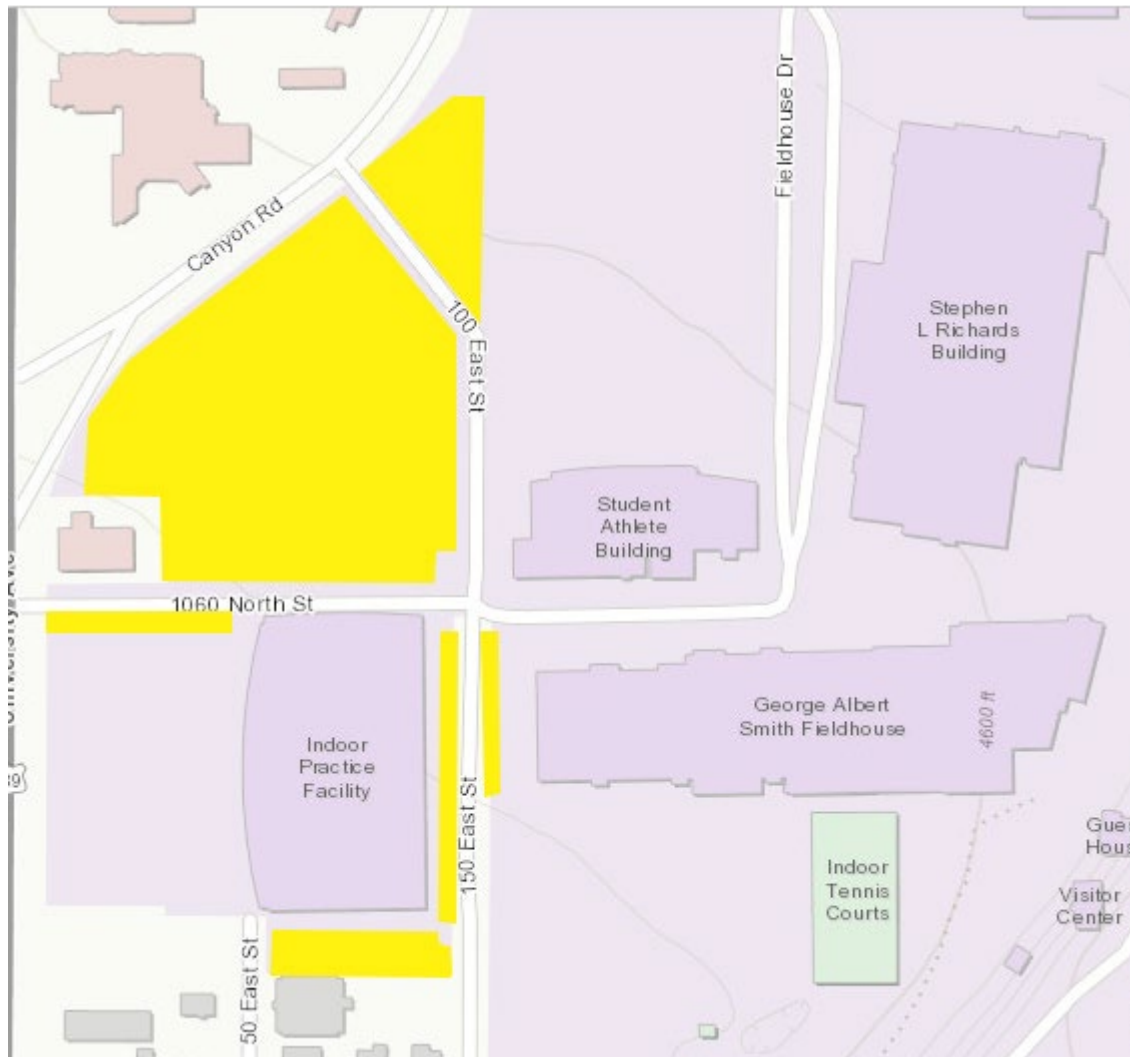 Fieldhouse Dr
Canyon Rd
Stephen
L Richards
Building
100 East St
Student
Athlete
Building
1060 North St
George Albert
Smith Fieldhouse
4600 ft
Indoor
Practice
Facility
150 East St
Indoor
Tennis
Courts
Visitor
Center
50 East St